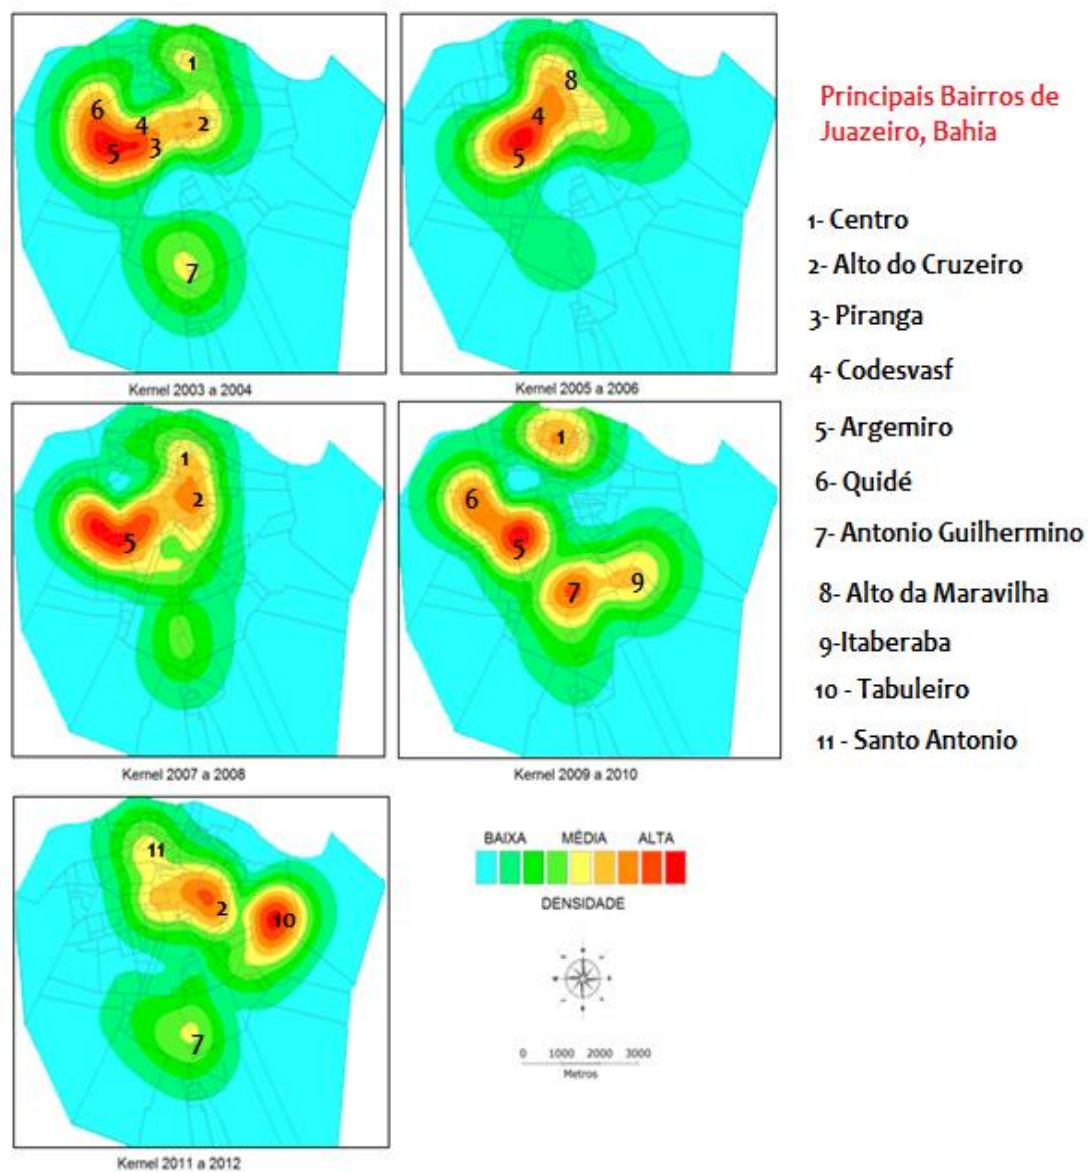 1
6
4
2
5
3
7
Kernel 2003 a 2004
8
4
5
Kernel 2005 a 2006
Principais Bairros de
Juazeiro, Bahia
1- Centro
2- Alto do Cruzeiro
3- Piranga
4- Codesvasf
5- Argemiro
6- Quidé
7- Antonio Guilhermino
8- Alto da Maravilha
9-Itaberaba
10 - Tabuleiro
11 - Santo Antonio
1
2
5
Kernel 2007 a 2008
1
6
5
7
9
Kernel 2009 a 2010
11
2
10
7
Kernel 2011 a 2012
BAIXA MÉDIA ALTA
DENSIDADE
0 1000 2000 3000
Metros